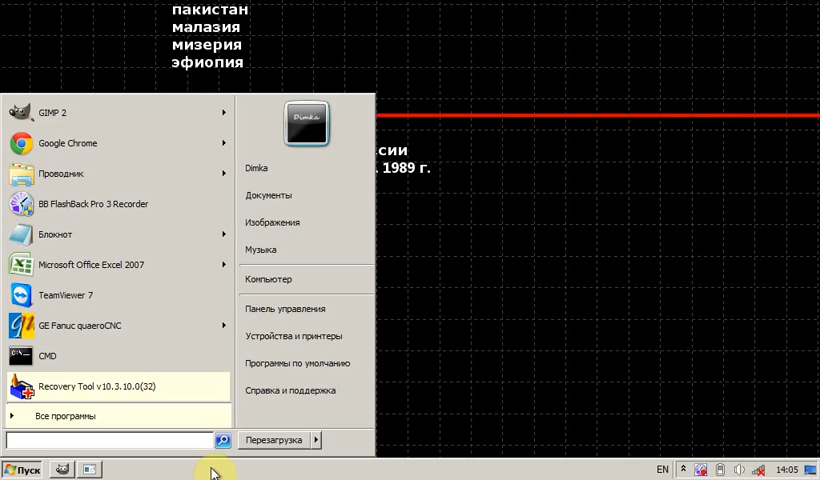 пакистан
малазия
мизерия
эфиопия
GIMP 2
Google Chrome
Проводник
BB FlashBack Pro 3 Recorder
Блокнот
Microsoft Office Excel 2007
TeamViewer 7
GE Fanuc quaeroCNC
CMD
Recovery Tool v10.3.10.0(32)
Все программы
Dimka
Dimka
Документы
Изображения
Музыка
Компьютер
Панель управления
Устройства и принтеры
Программы по умолчанию
Справка и поддержка
Перезагрузка
сии
. 1989 г.
Пуск
EN
14:05